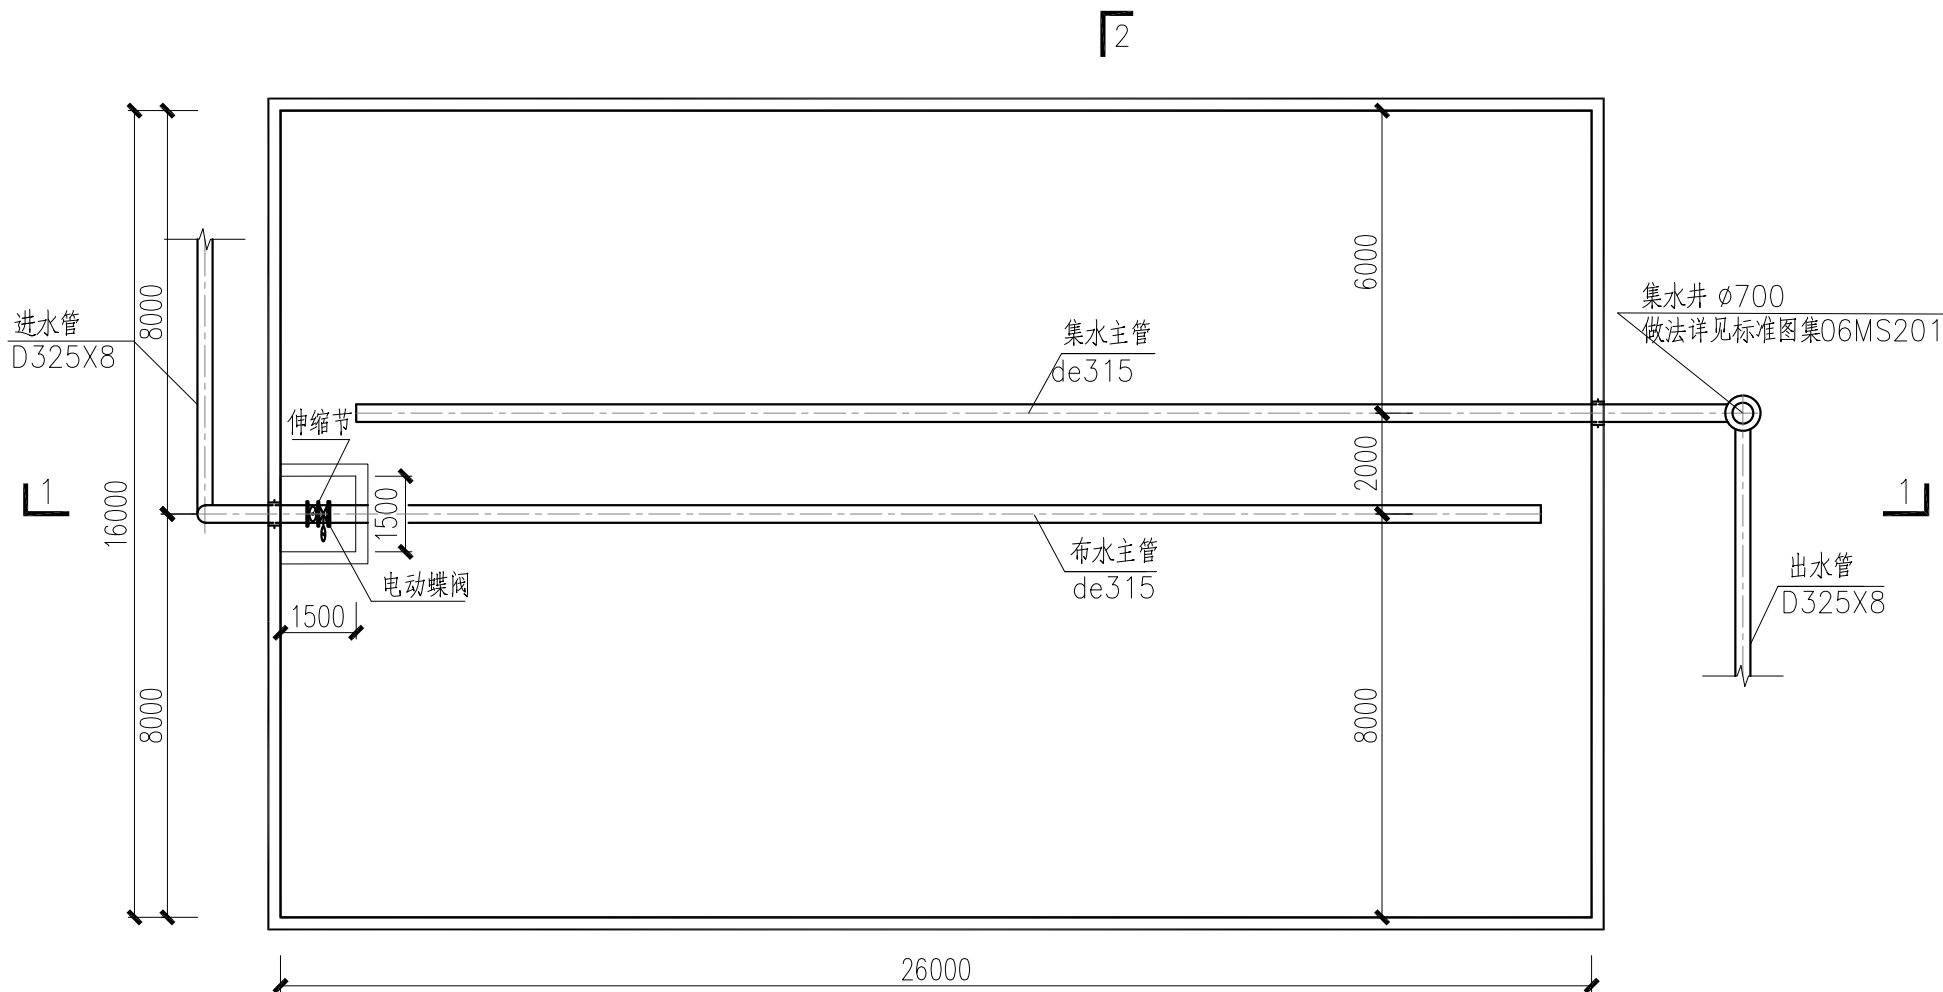 2
8000
6000
进水管
D325X8
集水井 ø700
做法详见标准图集06MS201
集水主管
de315
伸缩节
2000
1
16000
1500
1
布水主管
de315
电动蝶阀
出水管
D325X8
1500
8000
8000
26000